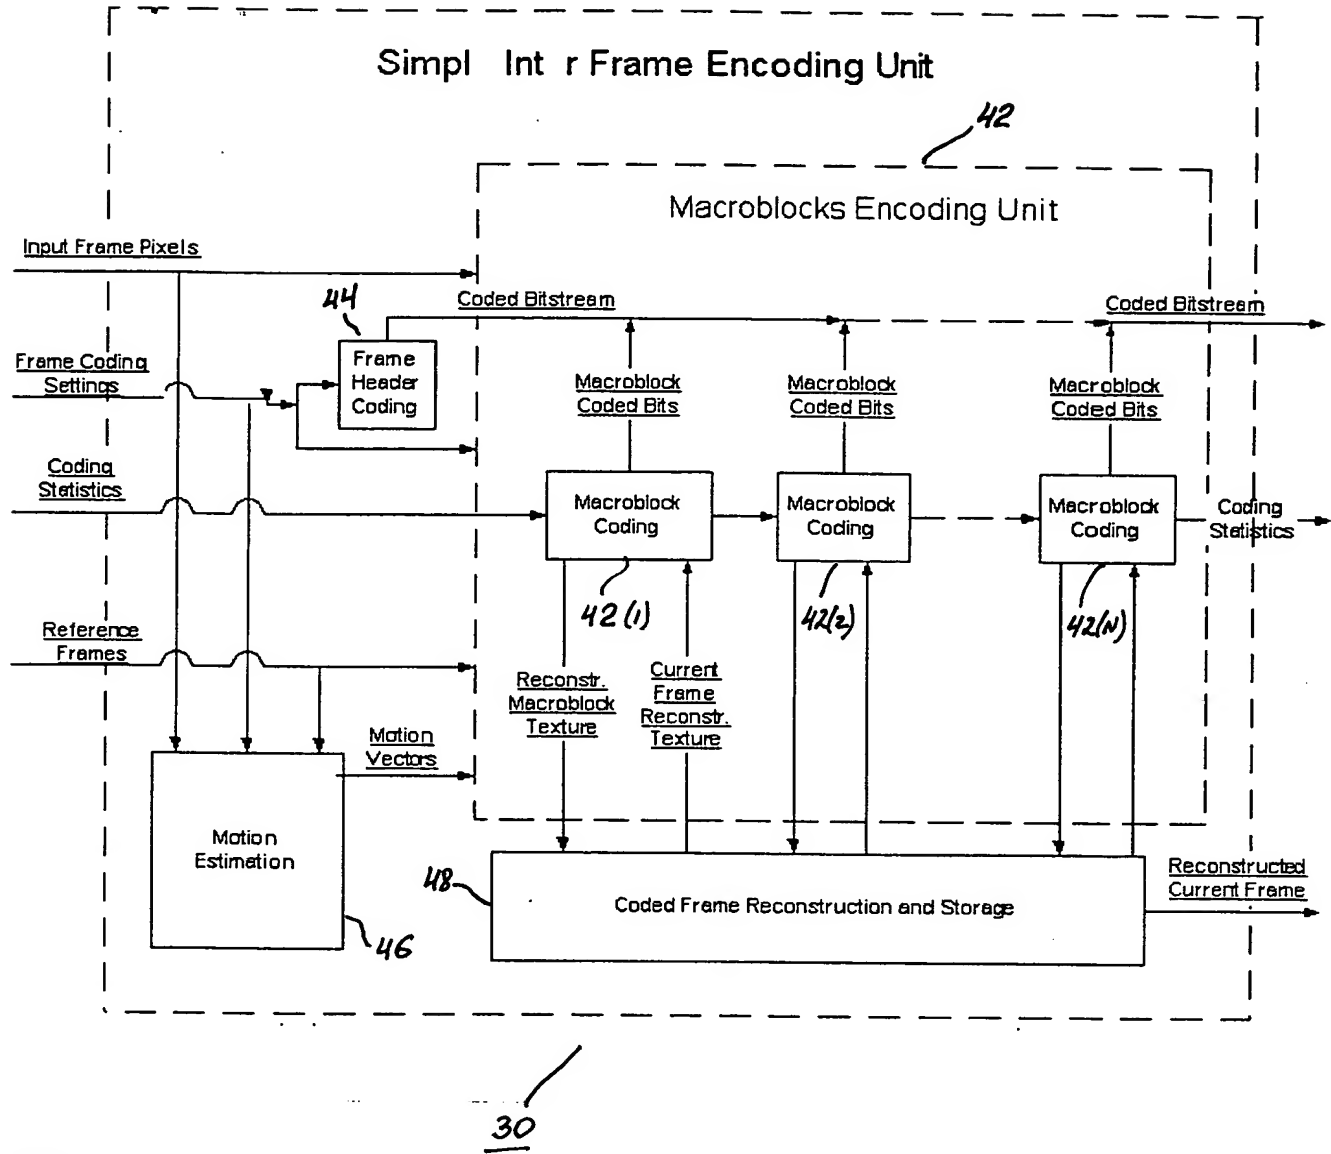 Simpl Int r Frame Encoding Unit
42
Macroblocks Encoding Unit
Input Frame Pixels
44
Coded Bitstream
Coded Bitstream
Frame Coding
Settings
Frame
Header
Coding
Macroblock
Coded Bits
Macroblock
Coded Bits
Macroblock
Coded Bits
Coding
Statistics
Macroblock
Coding
Macroblock
Coding
Macroblock
Coding
Coding
Statistics
42(1)
42(2)
42(N)
Reference
Frames
Reconstr.
Macroblock
Texture
Current
Frame
Reconstr.
Texture
Motion
Vectors
Motion
Estimation
46
48
Coded Frame Reconstruction and Storage
Reconstructed
Current Frame
30